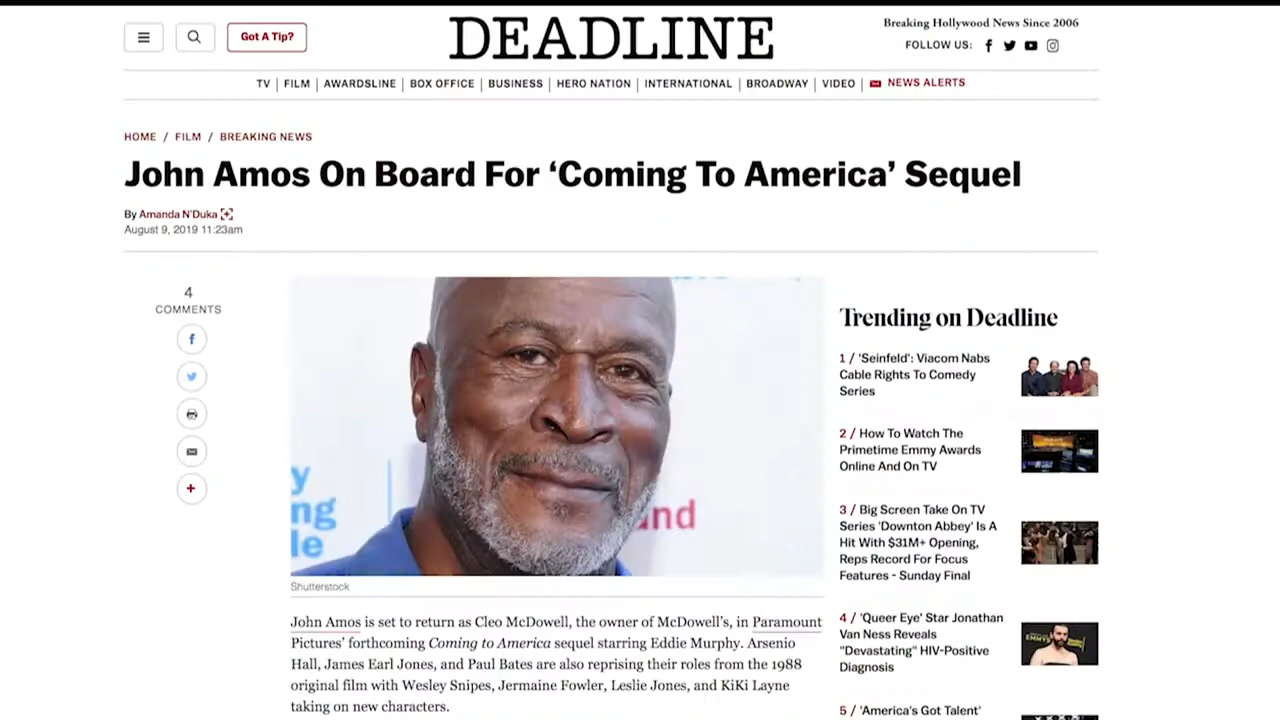 Got A Tip?
DEADLINE
Breaking Hollywood News Since 2006
FOLLOW US:
TV | FILM | AWARDSLINE | BOX OFFICE | BUSINESS | HERO NATION | INTERNATIONAL | BROADWAY | VIDEO | NEWS ALERTS
HOME / FILM / BREAKING NEWS
John Amos On Board For ‘Coming To America’ Sequel
By Amanda N'Duka
August 9, 2019 11:23am
4
COMMENTS
y
ng
le
and
Shutterstock
John Amos is set to return as Cleo McDowell, the owner of McDowell’s, in Paramount
Pictures’ forthcoming Coming to America sequel starring Eddie Murphy. Arsenio
Hall, James Earl Jones, and Paul Bates are also reprising their roles from the 1988
original film with Wesley Snipes, Jermaine Fowler, Leslie Jones, and KiKi Layne
taking on new characters.
Trending on Deadline
1 / 'Seinfeld': Viacom Nabs
Cable Rights To Comedy
Series
2 / How To Watch The
Primetime Emmy Awards
Online And On TV
3 / Big Screen Take On TV
Series 'Downton Abbey' Is A
Hit With $31M+ Opening,
Reps Record For Focus
Features - Sunday Final
4 / 'Queer Eye' Star Jonathan
Van Ness Reveals
"Devastating" HIV-Positive
Diagnosis
5 / 'America's Got Talent'